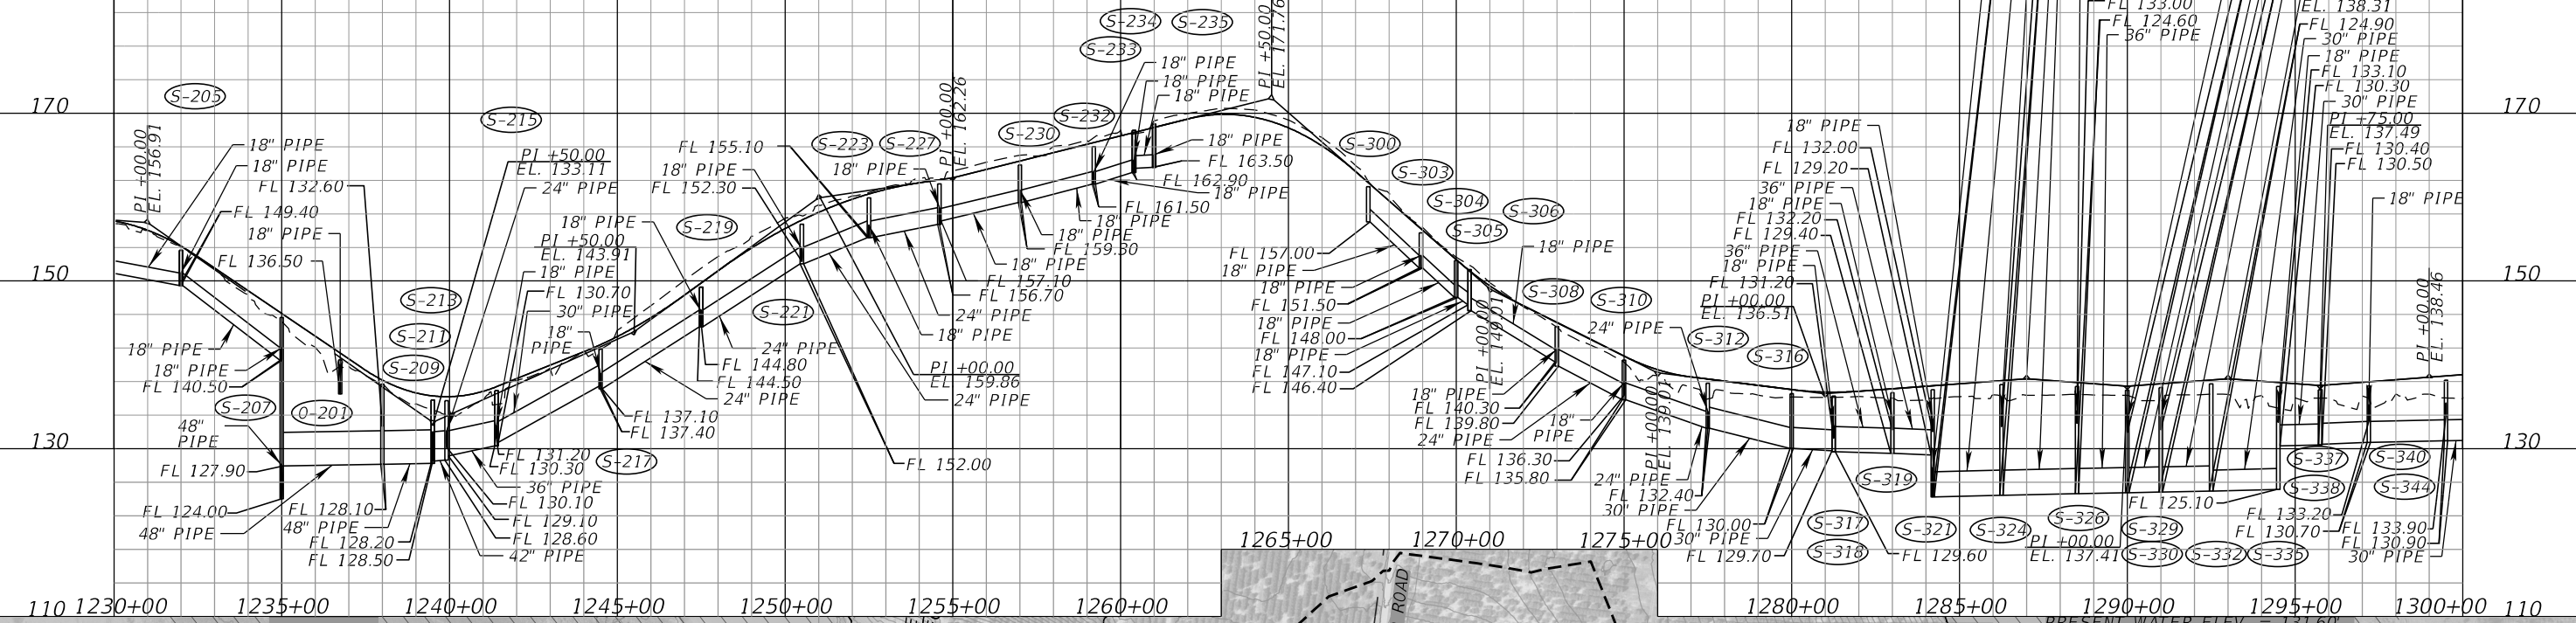 S-234
S-235
S-233
PI +50.00
EL. 171.76
18" PIPE
18" PIPE
18" PIPE
FL 133.00
FL 124.60
36" PIPE
EL. 138.31
FL 124.90
30" PIPE
18" PIPE
FL 133.10
FL 130.30
30" PIPE
PI +75.00
EL. 137.49
FL 130.40
FL 130.50
18" PIPE
170
170
S-205
PI +00.00
EL. 156.91
18" PIPE
18" PIPE
FL 132.60
FL 149.40
18" PIPE
FL 136.50
S-215
PI +50.00
EL. 133.11
24" PIPE
18" PIPE
PI +50.00
EL. 143.91
18" PIPE
FL 130.70
30" PIPE
18"
PIPE
S-219
FL 155.10
18" PIPE
FL 152.30
S-223
S-227
18" PIPE
PI +00.00
EL. 162.26
S-230
S-232
18" PIPE
FL 163.50
FL 162.90
18" PIPE
FL 161.50
18" PIPE
18" PIPE
FL 159.30
18" PIPE
FL 157.10
FL 156.70
24" PIPE
18" PIPE
PI +00.00
EL 159.86
24" PIPE
S-300
S-303
S-304
S-305
S-306
18" PIPE
FL 157.00
18" PIPE
18" PIPE
FL 151.50
18" PIPE
FL 148.00
18" PIPE
FL 147.10
FL 146.40
PI +00.00
EL. 149.01
S-308
S-310
24" PIPE
S-312
S-316
18" PIPE
FL 132.00
FL 129.20
36" PIPE
18" PIPE
FL 132.20
FL 129.40
36" PIPE
18" PIPE
FL 131.20
PI +00.00
EL. 136.51
150
150
S-213
S-211
S-209
18" PIPE
18" PIPE
FL 140.50
S-207
O-201
48"
PIPE
FL 127.90
FL 124.00
48" PIPE
FL 128.10
48" PIPE
FL 128.20
FL 128.50
S-221
24" PIPE
FL 144.80
FL 144.50
24" PIPE
FL 137.10
FL 137.40
S-217
FL 131.20
FL 130.30
36" PIPE
FL 130.10
FL 129.10
FL 128.60
42" PIPE
FL 152.00
18" PIPE
FL 140.30
FL 139.80
24" PIPE
18"
PIPE
FL 136.30
FL 135.80
PI +00.00
EL. 139.01
24" PIPE
FL 132.40
30" PIPE
FL 130.00
30" PIPE
FL 129.70
PI +00.00
EL. 138.46
130
130
S-319
S-317
S-318
FL 129.60
S-321
S-324
S-326
PI +00.00
EL. 137.41
FL 125.10
S-329
S-330
S-332
S-335
S-337
S-338
S-340
S-344
FL 133.20
FL 130.70
FL 133.90
FL 130.90
30" PIPE
1265+00
1270+00
1275+00
ROAD
110
1230+00
1235+00
1240+00
1245+00
1250+00
1255+00
1260+00
1280+00
1285+00
1290+00
1295+00
1300+00
110
PRESENT WATER ELEV. = 131.60'